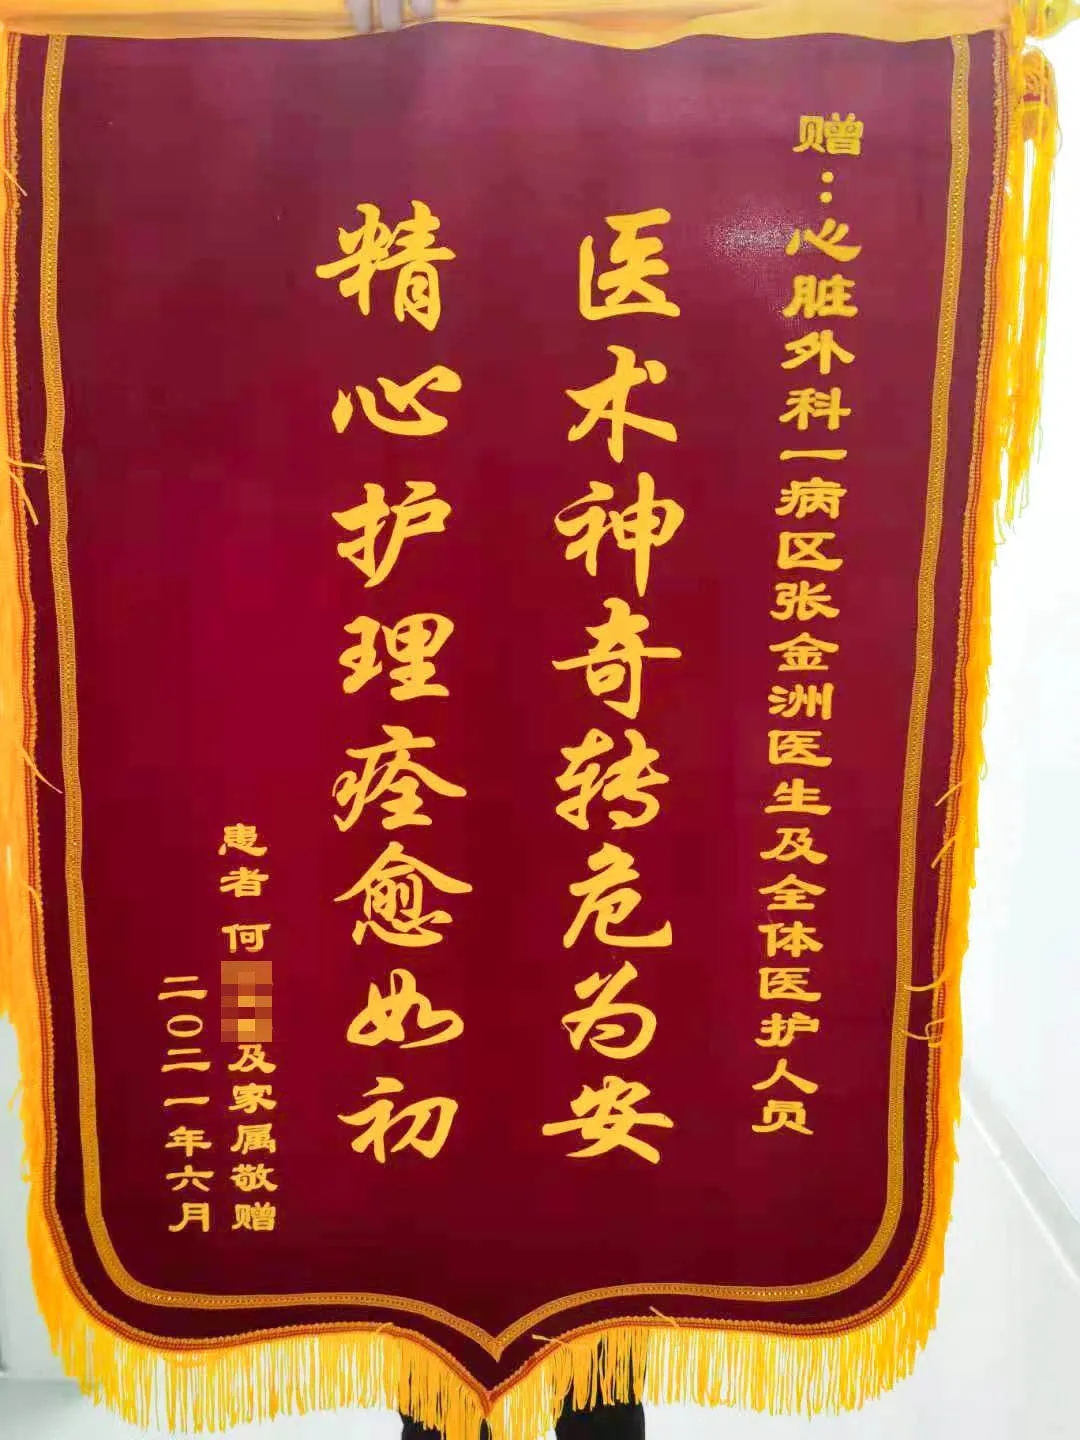 赠：心脏外科一病区张金洲医生及全体医护人员
医术神奇转危为安
精心护理痊愈如初
患者何
及家属敬赠
二〇二一年六月